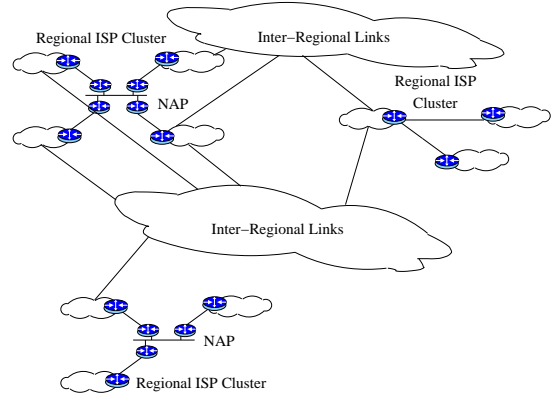 Regional ISP Cluster
Inter−Regional Links
NAP
Regional ISP
Cluster
Inter−Regional Links
NAP
Regional ISP Cluster